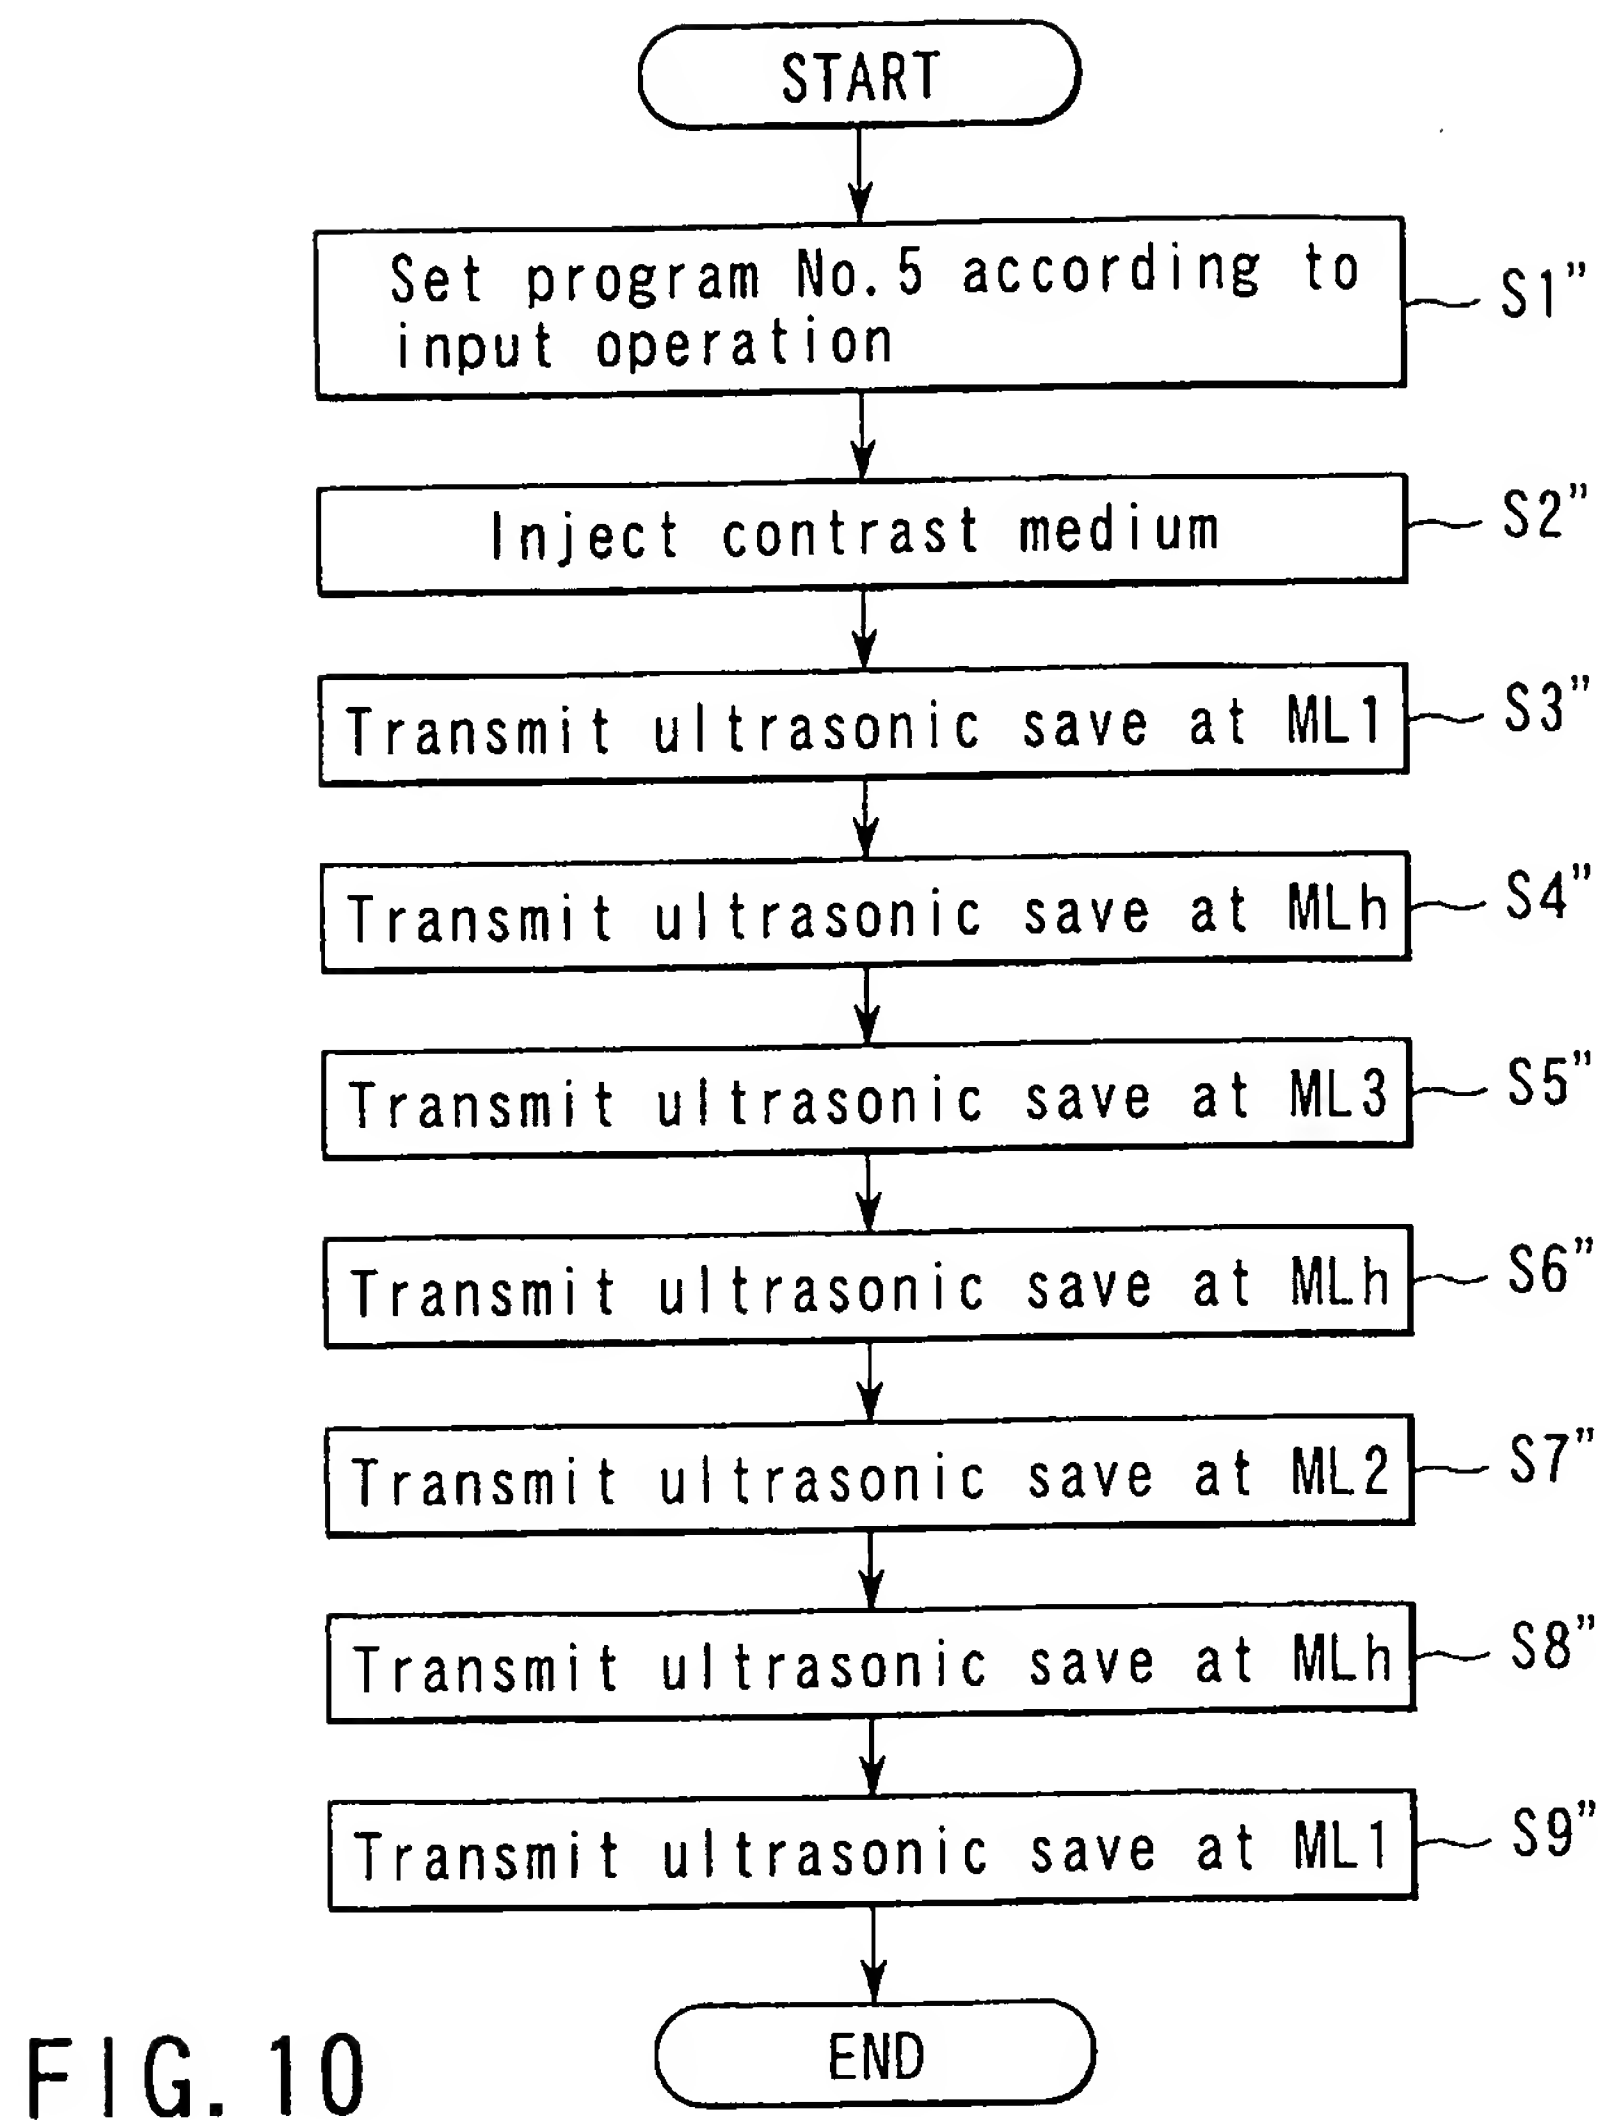 START
Set program No.5 according to
input operation
S1"
Inject contrast medium
S2"
Transmit ultrasonic save at ML1
S3"
Transmit ultrasonic save at MLh
S4"
Transmit ultrasonic save at ML3
S5"
Transmit ultrasonic save at MLh
S6"
Transmit ultrasonic save at ML2
S7"
Transmit ultrasonic save at MLh
S8"
Transmit ultrasonic save at ML1
S9"
END
FIG.10